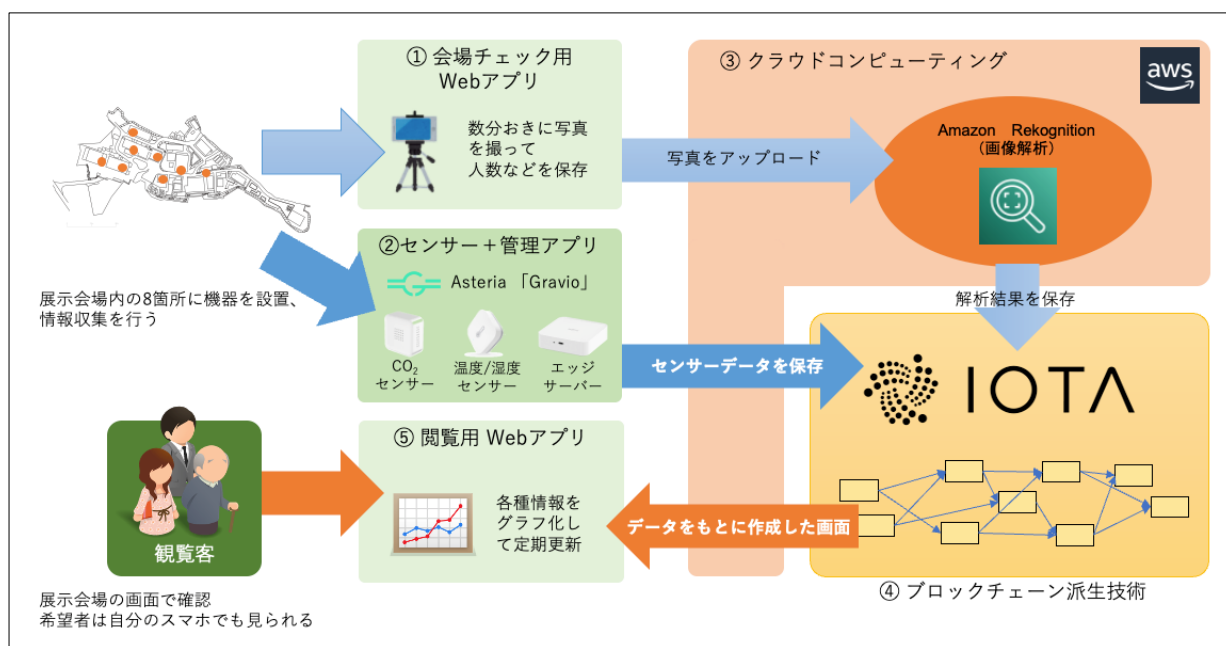 ① 会場チェック用
Webアプリ
数分おきに写真
を撮って
人数などを保存
写真をアップロード
③ クラウドコンピューティング
aws
Amazon Rekognition
（画像解析）
解析結果を保存
展示会場内の8箇所に機器を設置、
情報収集を行う
②センサー＋管理アプリ
Asteria 「Gravio」
CO₂
センサー
温度/湿度
センサー
エッジ
サーバー
センサーデータを保存
IOTA
観覧客
展示会場の画面で確認
希望者は自分のスマホでも見られる
⑤ 閲覧用 Webアプリ
各種情報を
グラフ化し
て定期更新
データをもとに作成した画面
④ ブロックチェーン派生技術